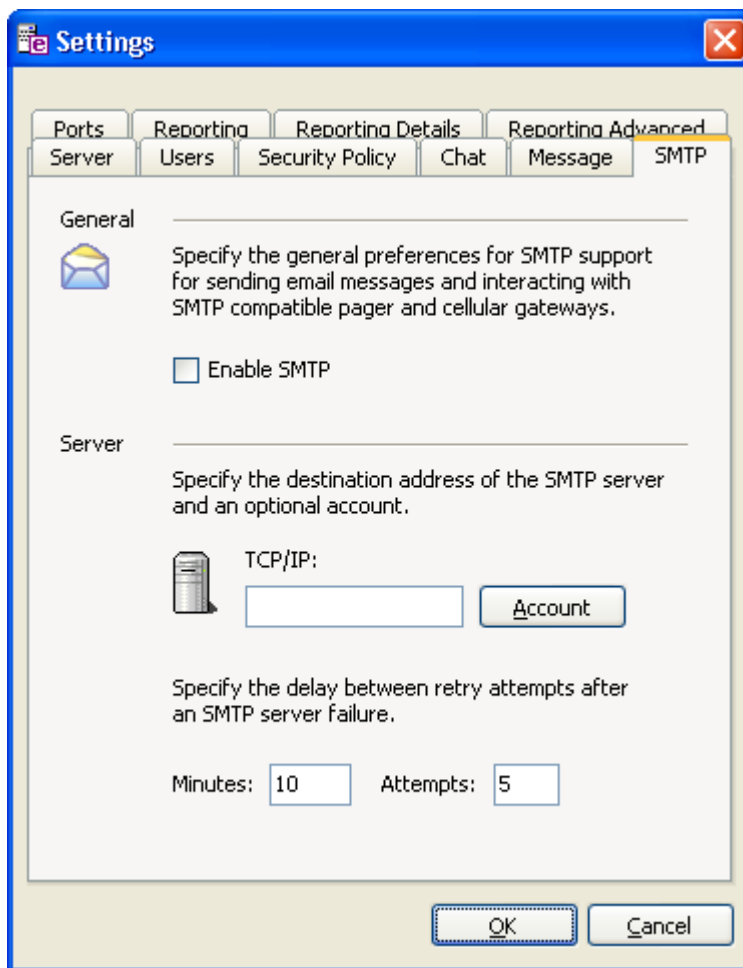 Settings
Ports Reporting Reporting Details Reporting Advanced
Server Users Security Policy Chat Message SMTP
General
Specify the general preferences for SMTP support
for sending email messages and interacting with
SMTP compatible pager and cellular gateways.
Enable SMTP
Server
Specify the destination address of the SMTP server
and an optional account.
TCP/IP:
Account
Specify the delay between retry attempts after
an SMTP server failure.
Minutes: 10 Attempts: 5
OK Cancel